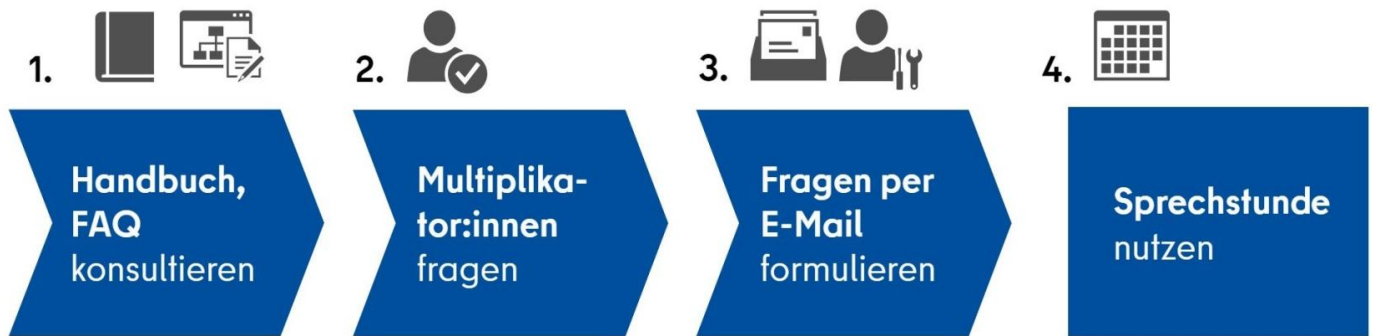 1.
Handbuch,
FAQ
konsultieren
2.
Multiplika-
tor:innen
fragen
3.
Fragen per
E-Mail
formulieren
4.
Sprechstunde
nutzen